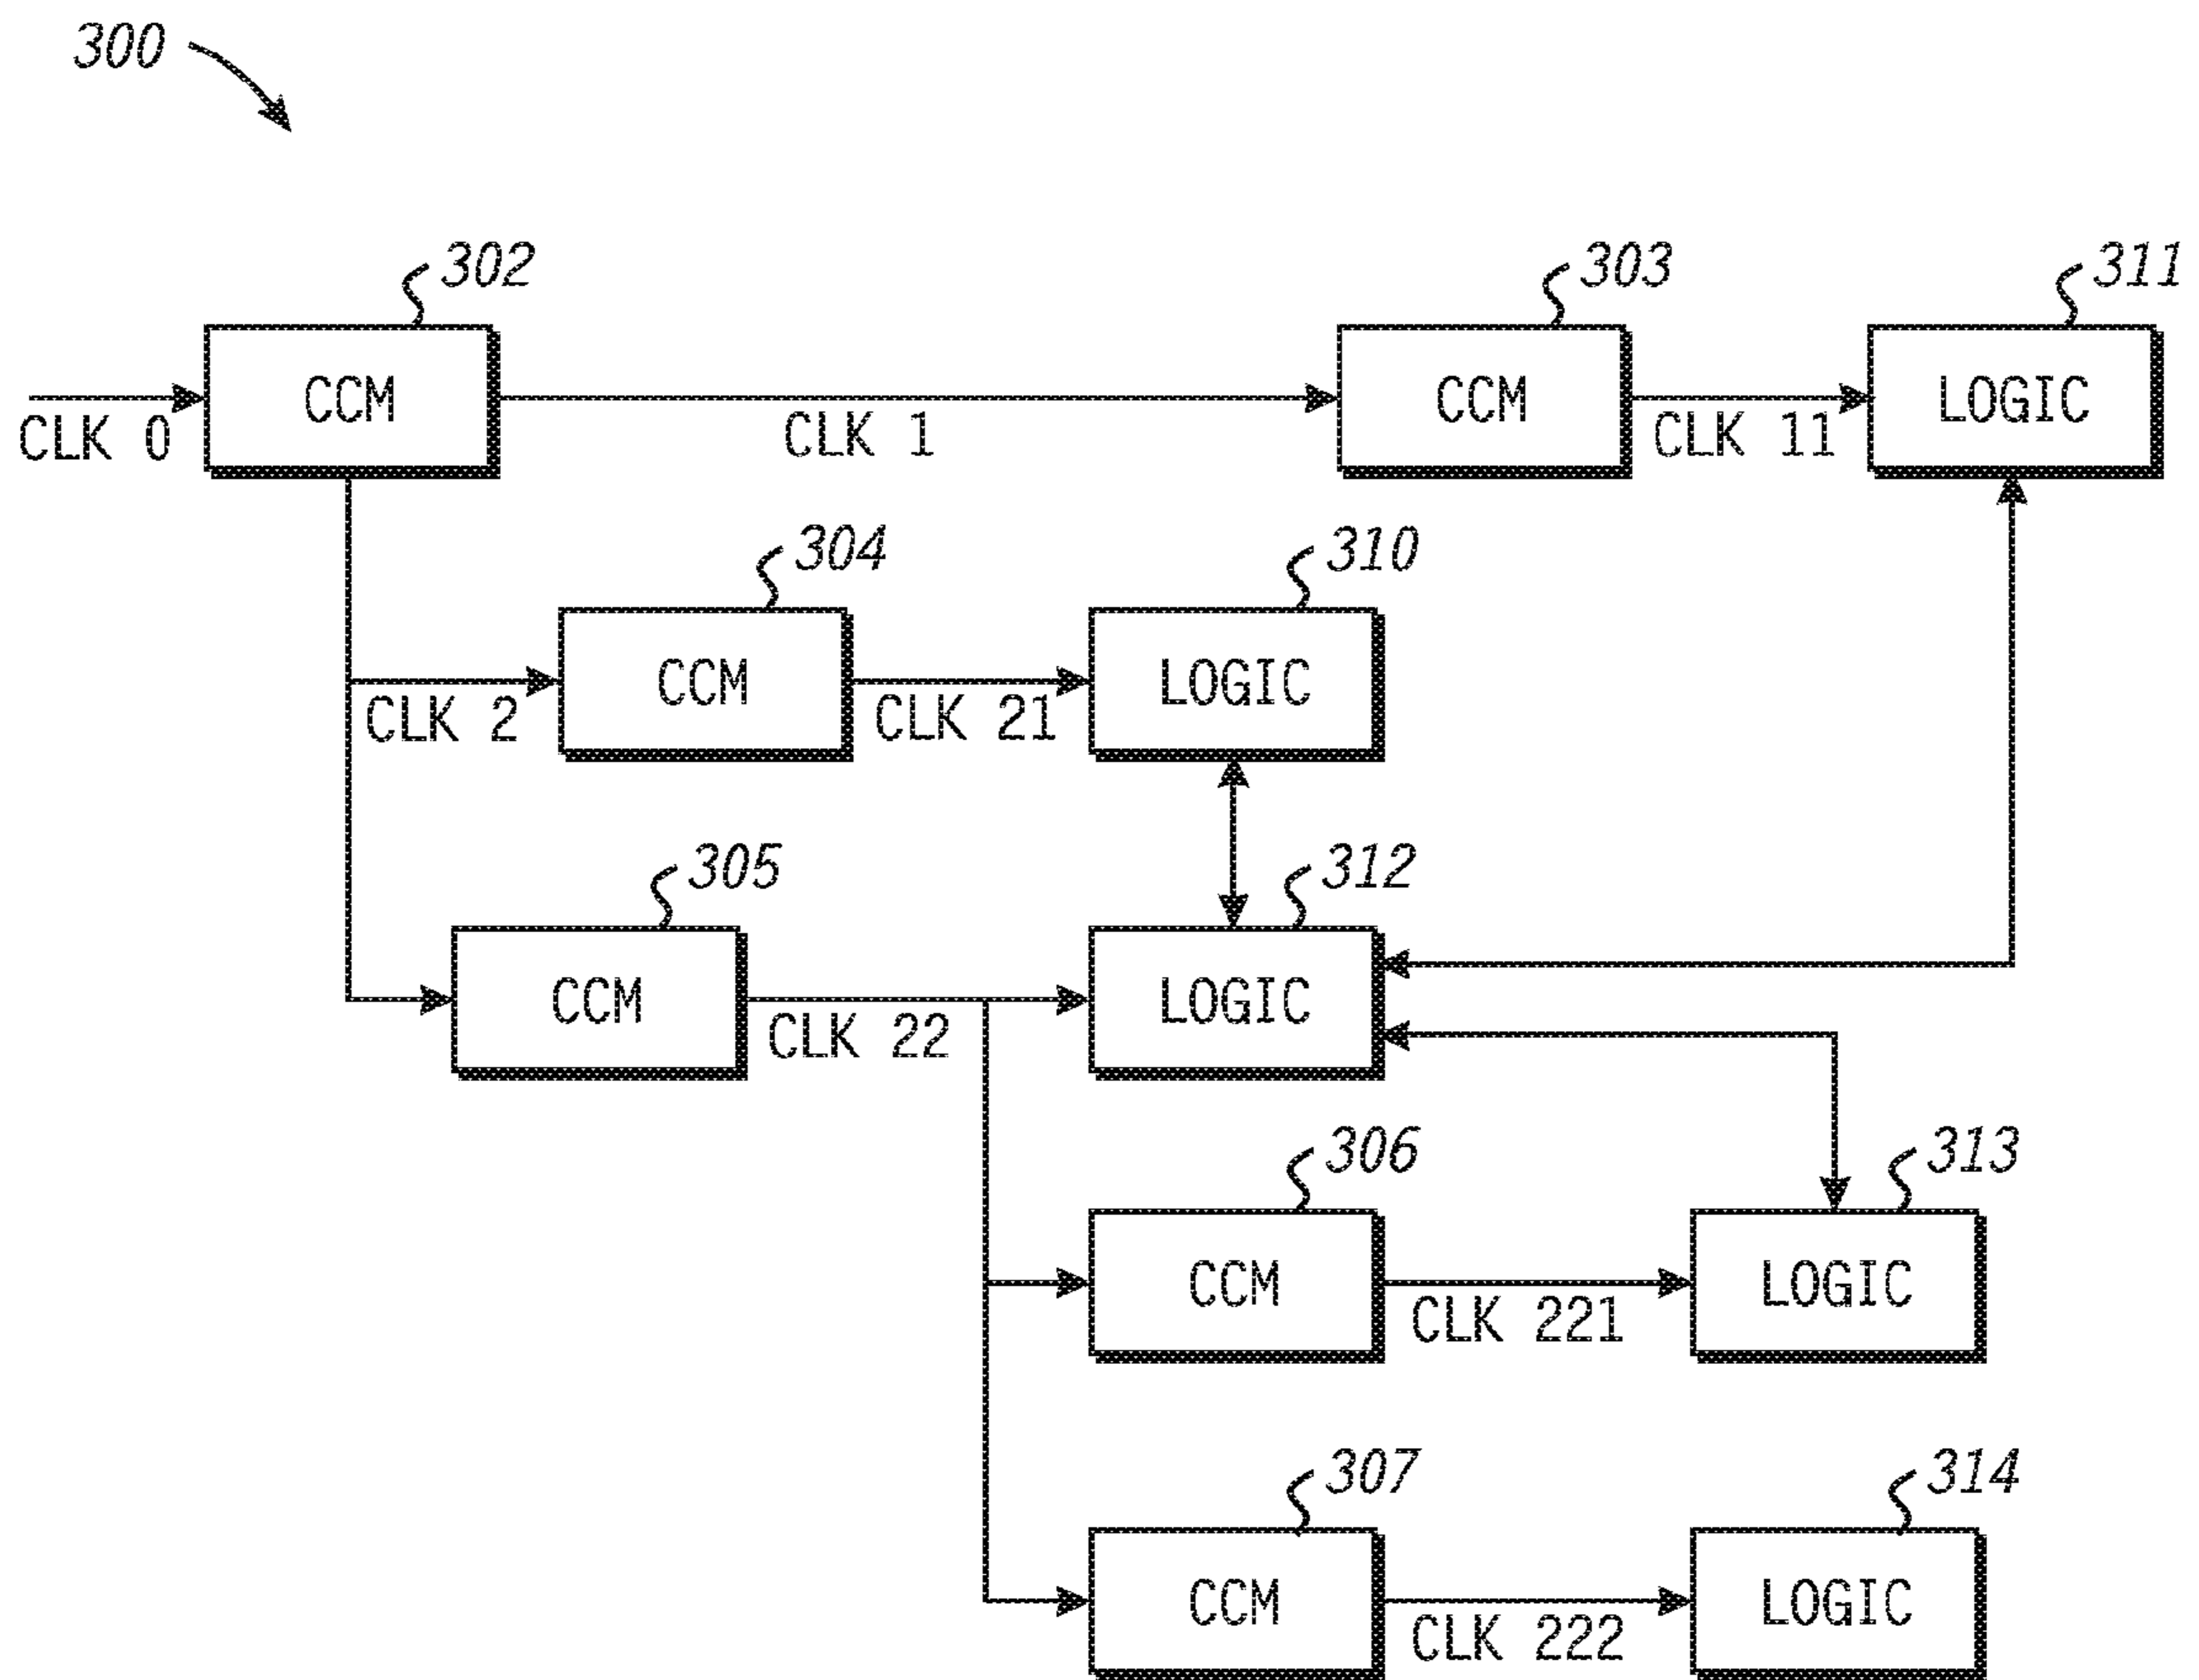 300
302
303
311
CCM
CCM
LOGIC
CLK 0
CLK 1
CLK 11
304
310
CCM
LOGIC
CLK 2
CLK 21
305
312
CCM
LOGIC
CLK 22
306
313
CCM
LOGIC
CLK 221
307
314
CCM
LOGIC
CLK 222